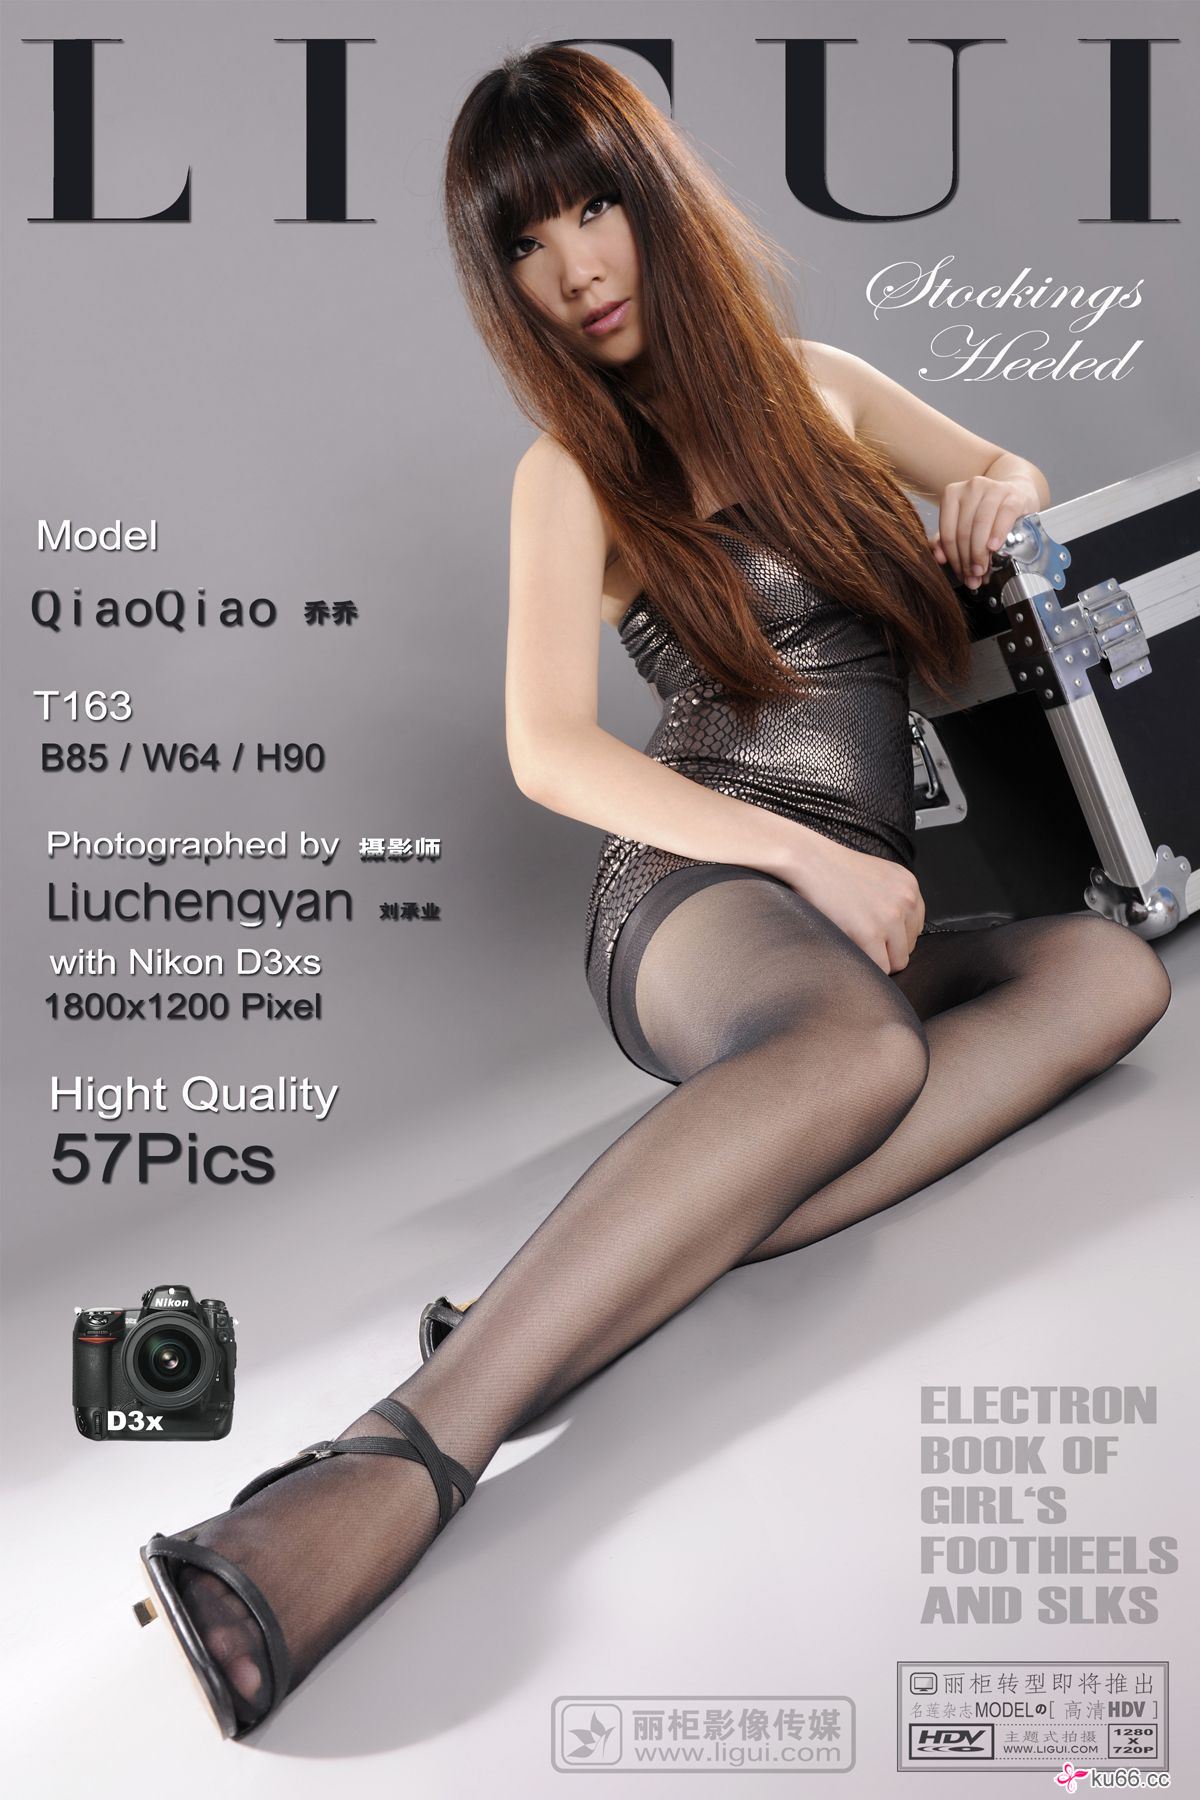 LIGUI
Stockings
Heeled
Model
QiaoQiao 乔乔
T163
B85 / W64 / H90
Photographed by 摄影师
Liuchengyan 刘承业
with Nikon D3xs
1800x1200 Pixel
Hight Quality
57Pics
Nikon
D3x
ELECTRON
BOOK OF
GIRL‘S
FOOTHEELS
AND SLKS
丽柜转型即将推出
名莲杂志MODELの[ 高清HDV ]
HDV 主题式拍摄 1280
WWW.LIGUI.COM X
720P
丽柜影像传媒
www.ligui.com
ku66.cc